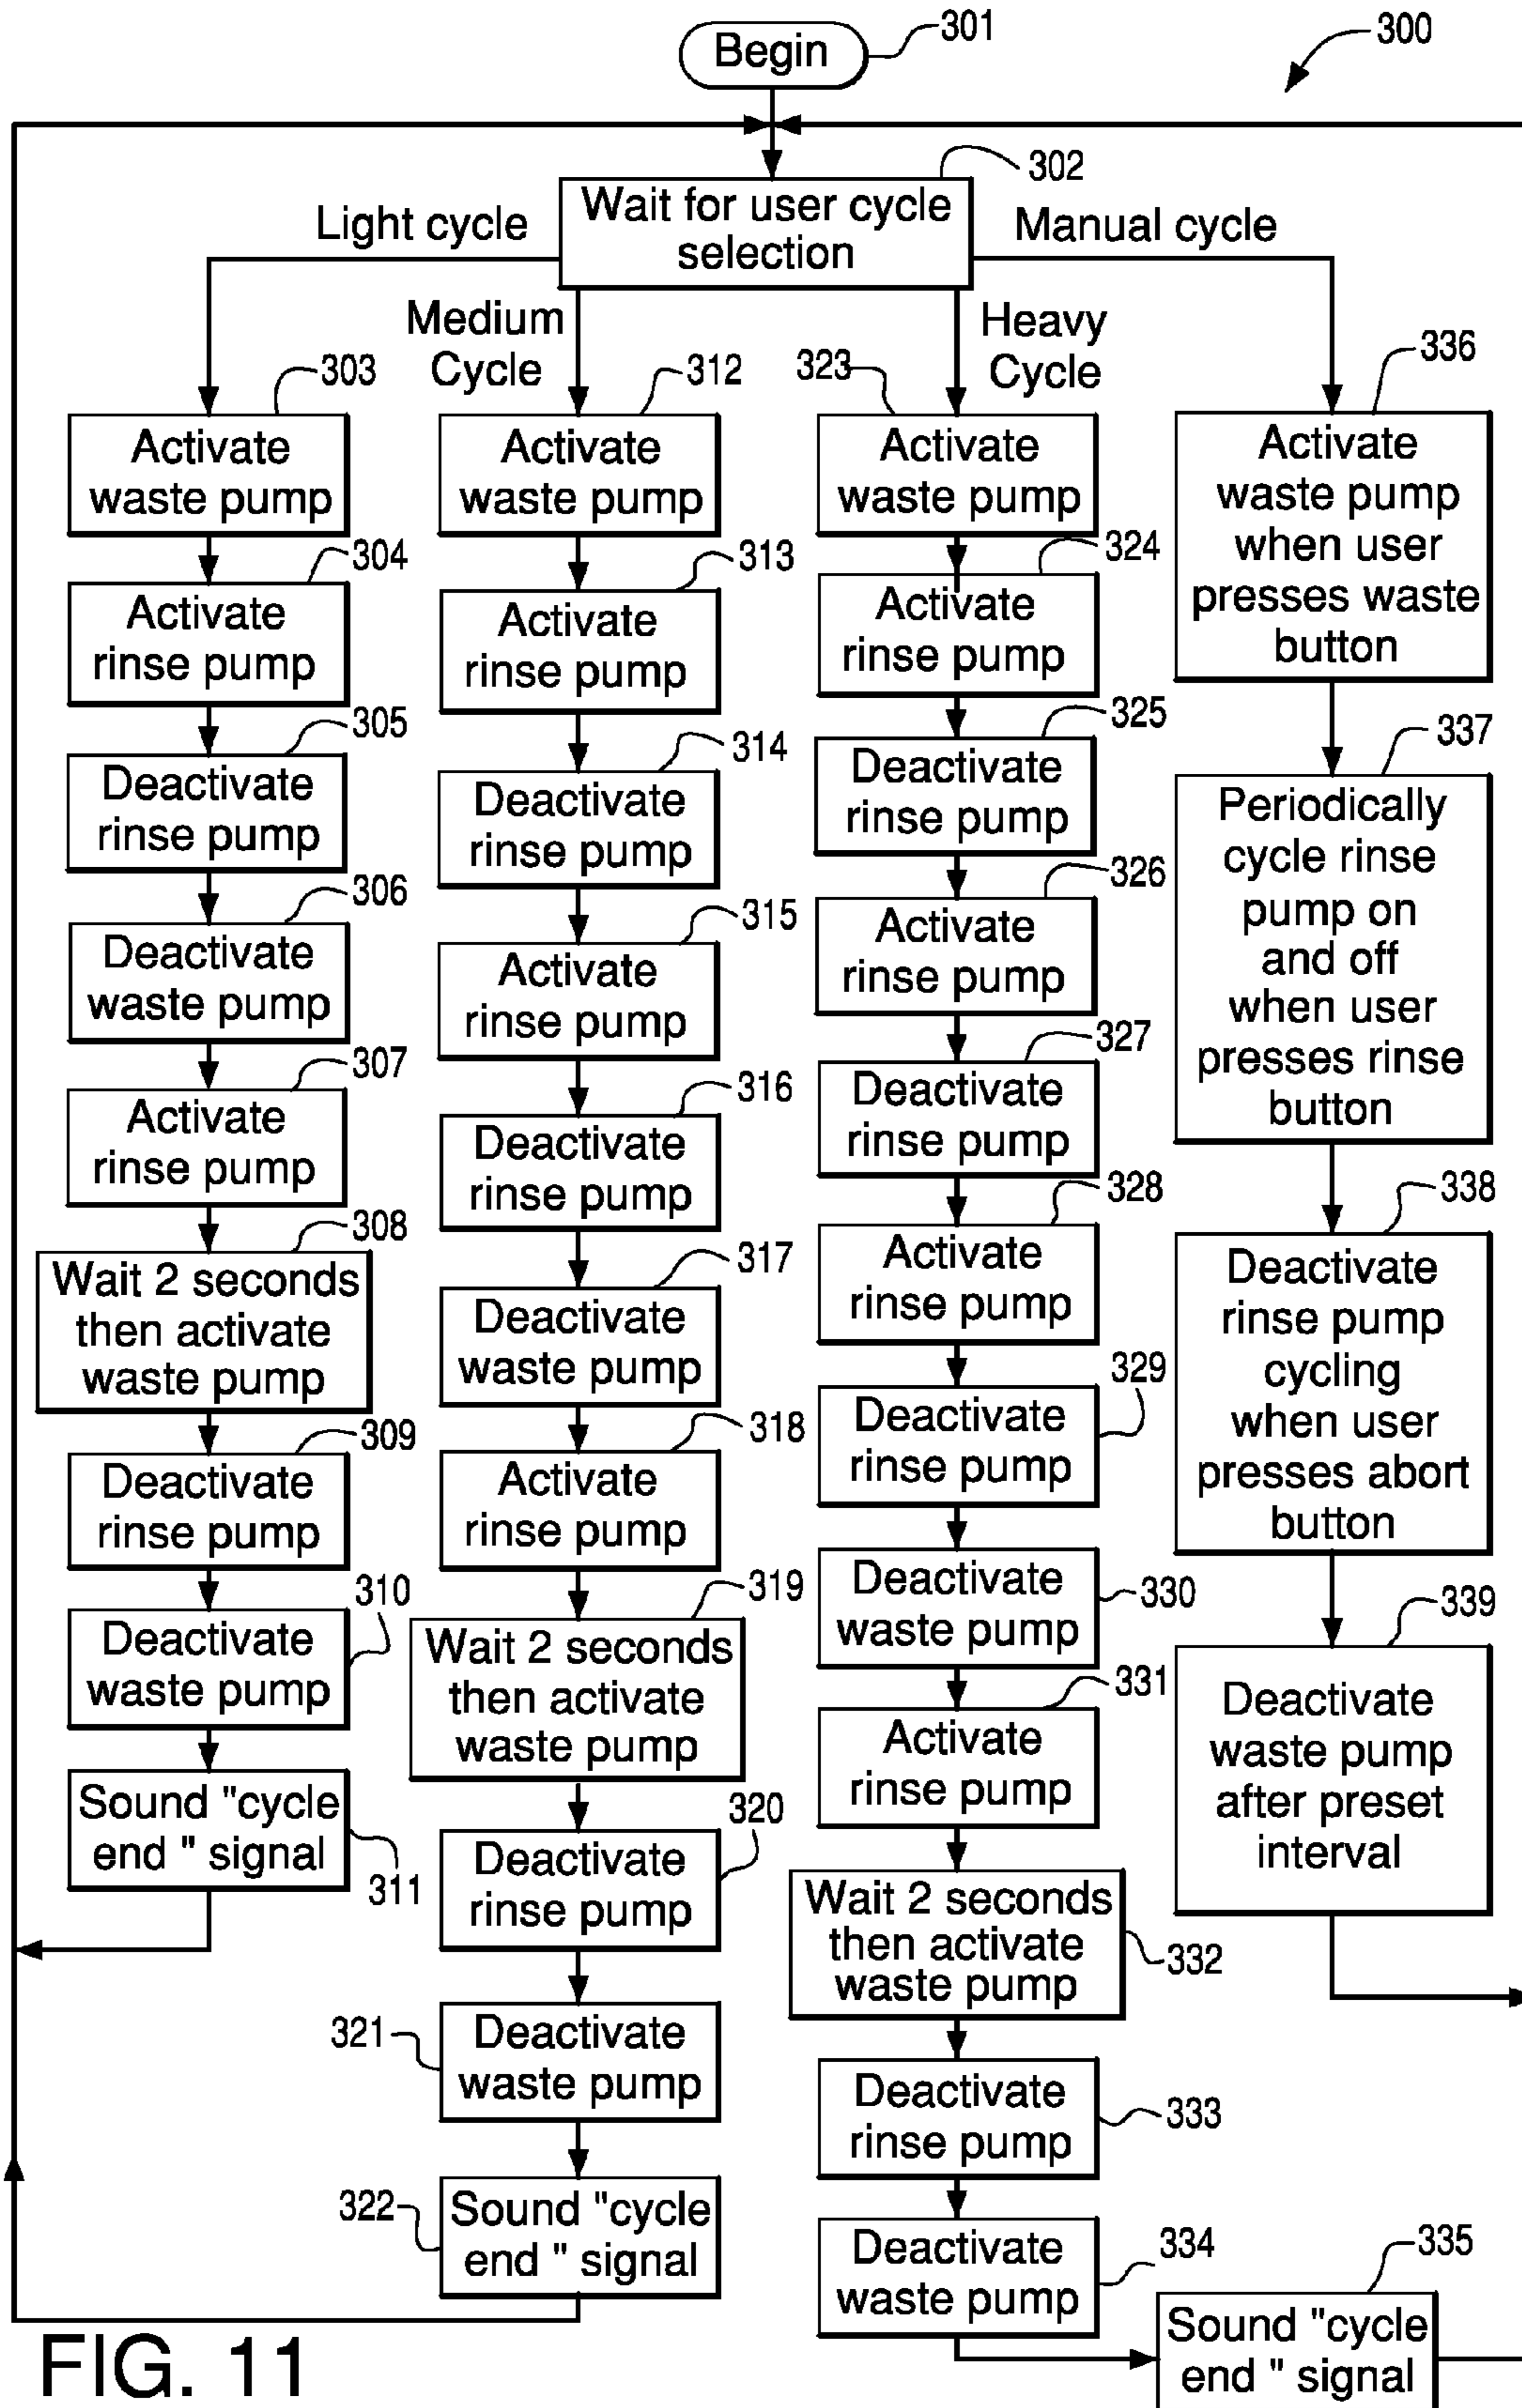 Begin
301
300
302
Wait for user cycle
selection
Light cycle
Manual cycle
Medium
Cycle
Heavy
Cycle
303
Activate
waste pump
304
Activate
rinse pump
305
Deactivate
rinse pump
306
Deactivate
waste pump
307
Activate
rinse pump
308
Wait 2 seconds
then activate
waste pump
309
Deactivate
rinse pump
310
Deactivate
waste pump
Sound "cycle
end " signal
311
312
Activate
waste pump
313
Activate
rinse pump
314
Deactivate
rinse pump
315
Activate
rinse pump
316
Deactivate
rinse pump
317
Deactivate
waste pump
318
Activate
rinse pump
319
Wait 2 seconds
then activate
waste pump
320
Deactivate
rinse pump
321
Deactivate
waste pump
322
Sound "cycle
end " signal
323
Activate
waste pump
324
Activate
rinse pump
325
Deactivate
rinse pump
326
Activate
rinse pump
327
Deactivate
rinse pump
328
Activate
rinse pump
329
Deactivate
rinse pump
330
Deactivate
waste pump
331
Activate
rinse pump
332
Wait 2 seconds
then activate
waste pump
333
Deactivate
rinse pump
334
Deactivate
waste pump
335
Sound "cycle
end " signal
336
Activate
waste pump
when user
presses waste
button
337
Periodically
cycle rinse
pump on
and off
when user
presses rinse
button
338
Deactivate
rinse pump
cycling
when user
presses abort
button
339
Deactivate
waste pump
after preset
interval
FIG. 11